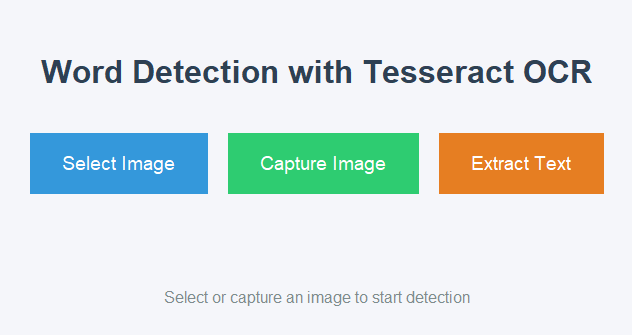 Word Detection with Tesseract OCR
Select Image
Capture Image
Extract Text
Select or capture an image to start detection